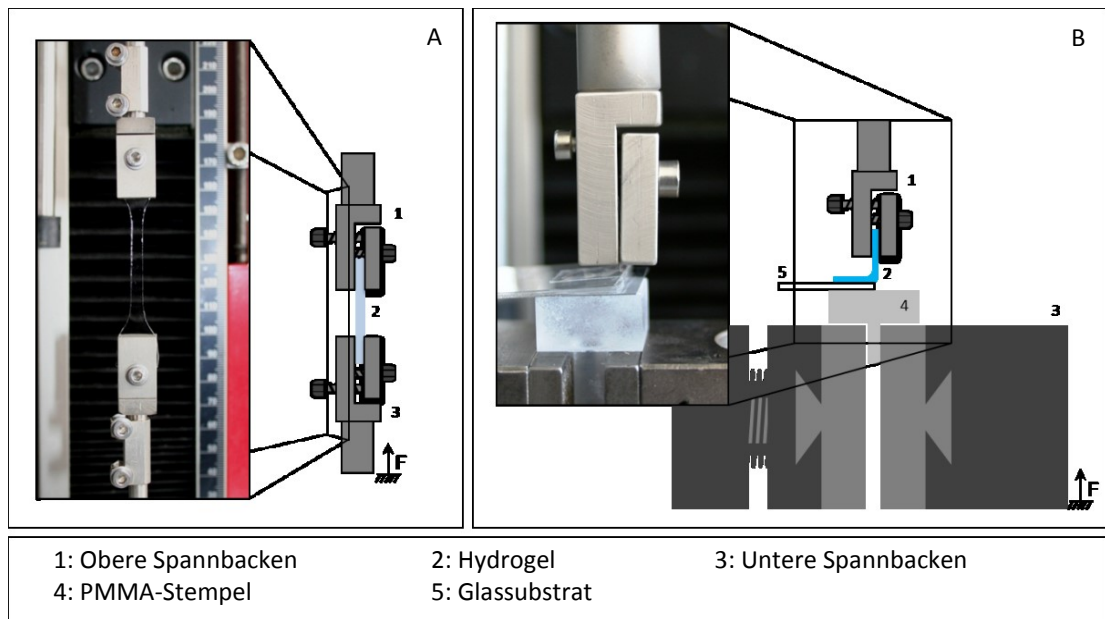 A
1
2
3
F
B
1
5
2
4
3
F
1: Obere Spannbacken 2: Hydrogel 3: Untere Spannbacken
4: PMMA-Stempel 5: Glassubstrat